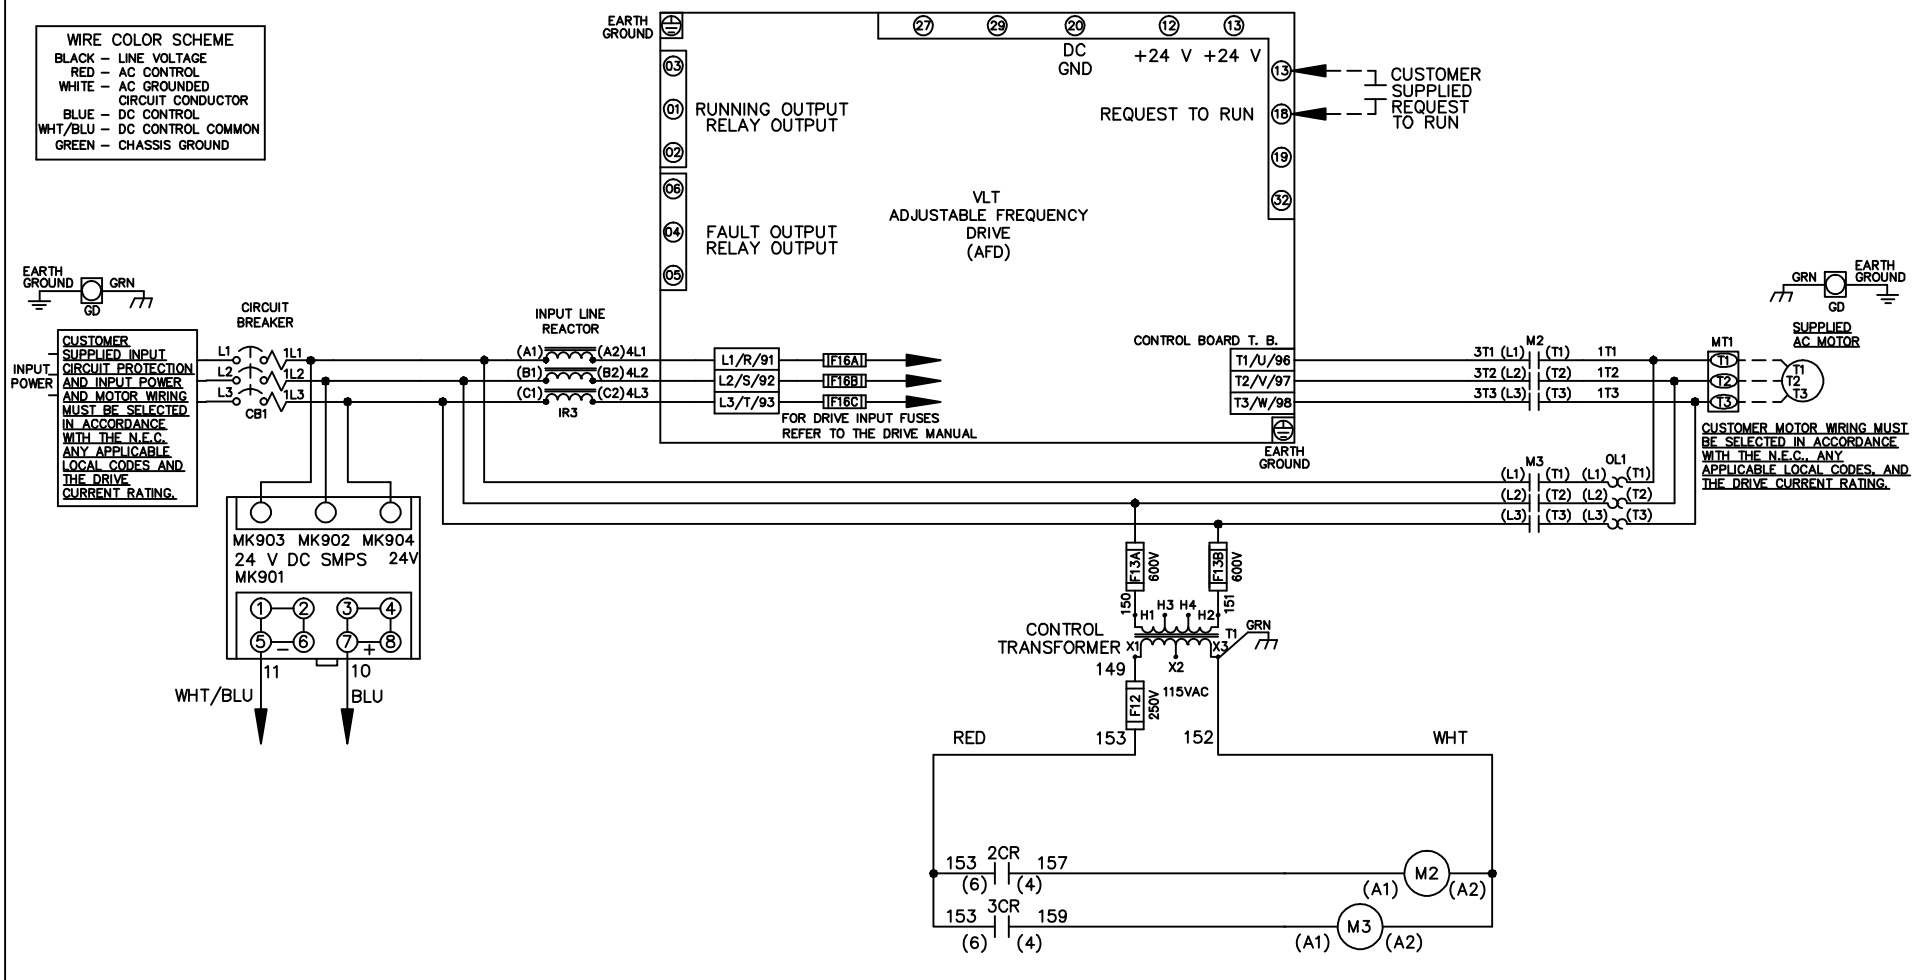 WIRE COLOR SCHEME
BLACK – LINE VOLTAGE
RED – AC CONTROL
WHITE – AC GROUNDED
CIRCUIT CONDUCTOR
BLUE – DC CONTROL
WHT/BLU – DC CONTROL COMMON
GREEN – CHASSIS GROUND
EARTH
GROUND
27 29 20 12 13
DC
GND
+24 V +24 V
03
01
02
RUNNING OUTPUT
RELAY OUTPUT
06
04
05
FAULT OUTPUT
RELAY OUTPUT
REQUEST TO RUN
13
18
19
32
CUSTOMER
SUPPLIED
REQUEST
TO RUN
VLT
ADJUSTABLE FREQUENCY
DRIVE
(AFD)
EARTH
GROUND
GRN
GD
CIRCUIT
BREAKER
INPUT LINE
REACTOR
INPUT
POWER
CUSTOMER
SUPPLIED INPUT
CIRCUIT PROTECTION
AND INPUT POWER
AND MOTOR WIRING
MUST BE SELECTED
IN ACCORDANCE
WITH THE N.E.C.
ANY APPLICABLE
LOCAL CODES AND
THE DRIVE
CURRENT RATING.
L1 1L1 (A1) (A2) 4L1 L1/R/91 F16A
L2 1L2 (B1) (B2) 4L2 L2/S/92 F16B
L3 1L3 (C1) (C2) 4L3 L3/T/93 F16C
CB1
IR3
FOR DRIVE INPUT FUSES
REFER TO THE DRIVE MANUAL
CONTROL BOARD T. B.
T1/U/96
T2/V/97
T3/W/98
EARTH
GROUND
M2
3T1 (L1) (T1) 1T1
3T2 (L2) (T2) 1T2
3T3 (L3) (T3) 1T3
MT1
T1
T2
T3
T1
T2
T3
GRN
GD
EARTH
GROUND
SUPPLIED
AC MOTOR
CUSTOMER MOTOR WIRING MUST
BE SELECTED IN ACCORDANCE
WITH THE N.E.C., ANY
APPLICABLE LOCAL CODES, AND
THE DRIVE CURRENT RATING.
M3 OL1
(L1) (T1) (L1) (T1)
(L2) (T2) (L2) (T2)
(L3) (T3) (L3) (T3)
MK903 MK902 MK904
24 V DC SMPS 24V
MK901
1 2 3 4
5 – 6 7 + 8
11 10
WHT/BLU BLU
F13A 600V
F13B 600V
150 151
H1 H3 H4 H2
CONTROL
TRANSFORMER
T1
GRN
X1 X2 X3
149
115VAC
F12 250V
RED 153 152 WHT
2CR
153 157
(6) (4)
M2
(A1) (A2)
3CR
153 159
(6) (4)
M3
(A1) (A2)